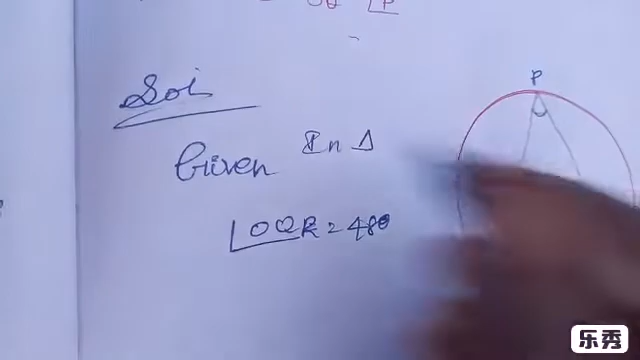 Sol
Given In Δ
∠OQR = 48°
P
乐秀